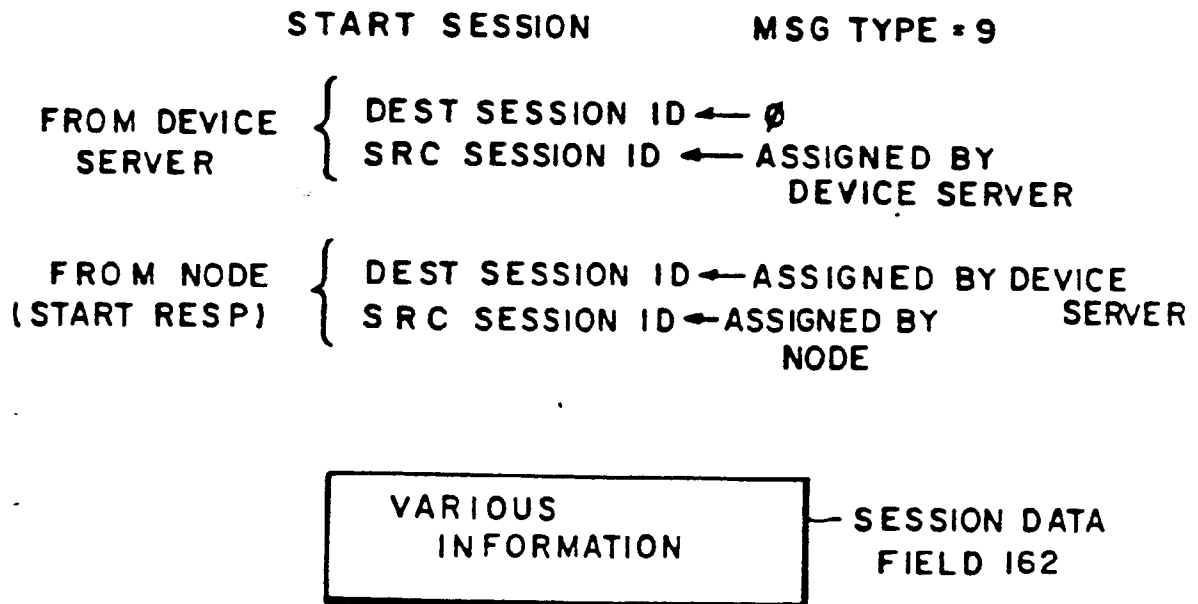 START SESSION MSG TYPE = 9
FROM DEVICE SERVER { DEST SESSION ID ← ø
SRC SESSION ID ← ASSIGNED BY DEVICE SERVER
FROM NODE (START RESP) { DEST SESSION ID ← ASSIGNED BY DEVICE SERVER
SRC SESSION ID ← ASSIGNED BY NODE
VARIOUS INFORMATION
SESSION DATA FIELD 162